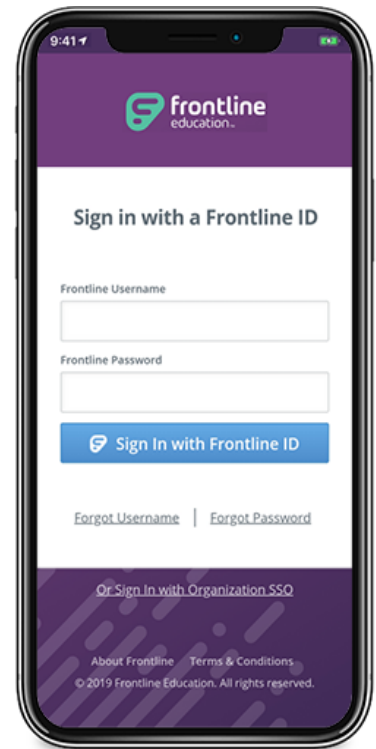 9:41
frontline
education™
Sign in with a Frontline ID
Frontline Username
Frontline Password
Sign In with Frontline ID
Forgot Username | Forgot Password
Or Sign In with Organization SSO
About Frontline Terms & Conditions
© 2019 Frontline Education. All rights reserved.